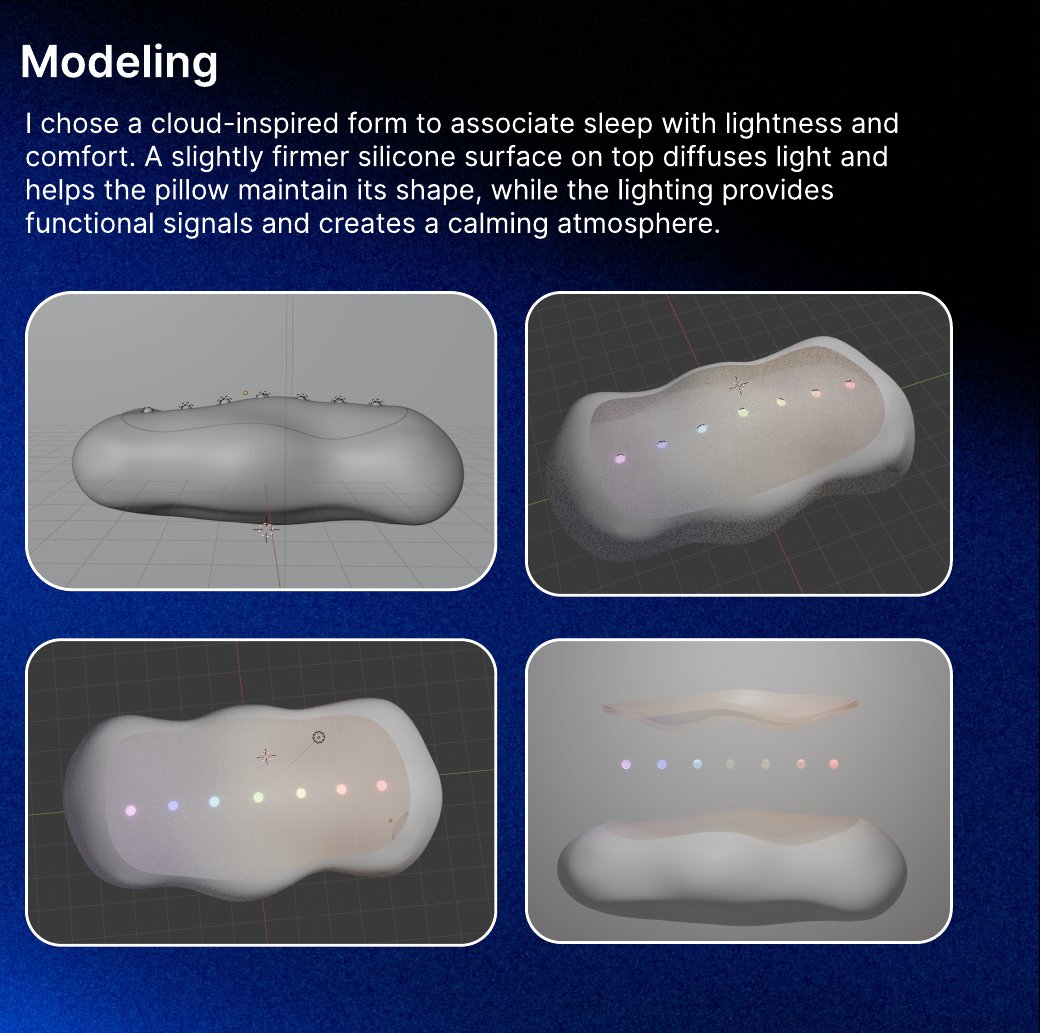 Modeling
I chose a cloud-inspired form to associate sleep with lightness and
comfort. A slightly firmer silicone surface on top diffuses light and
helps the pillow maintain its shape, while the lighting provides
functional signals and creates a calming atmosphere.